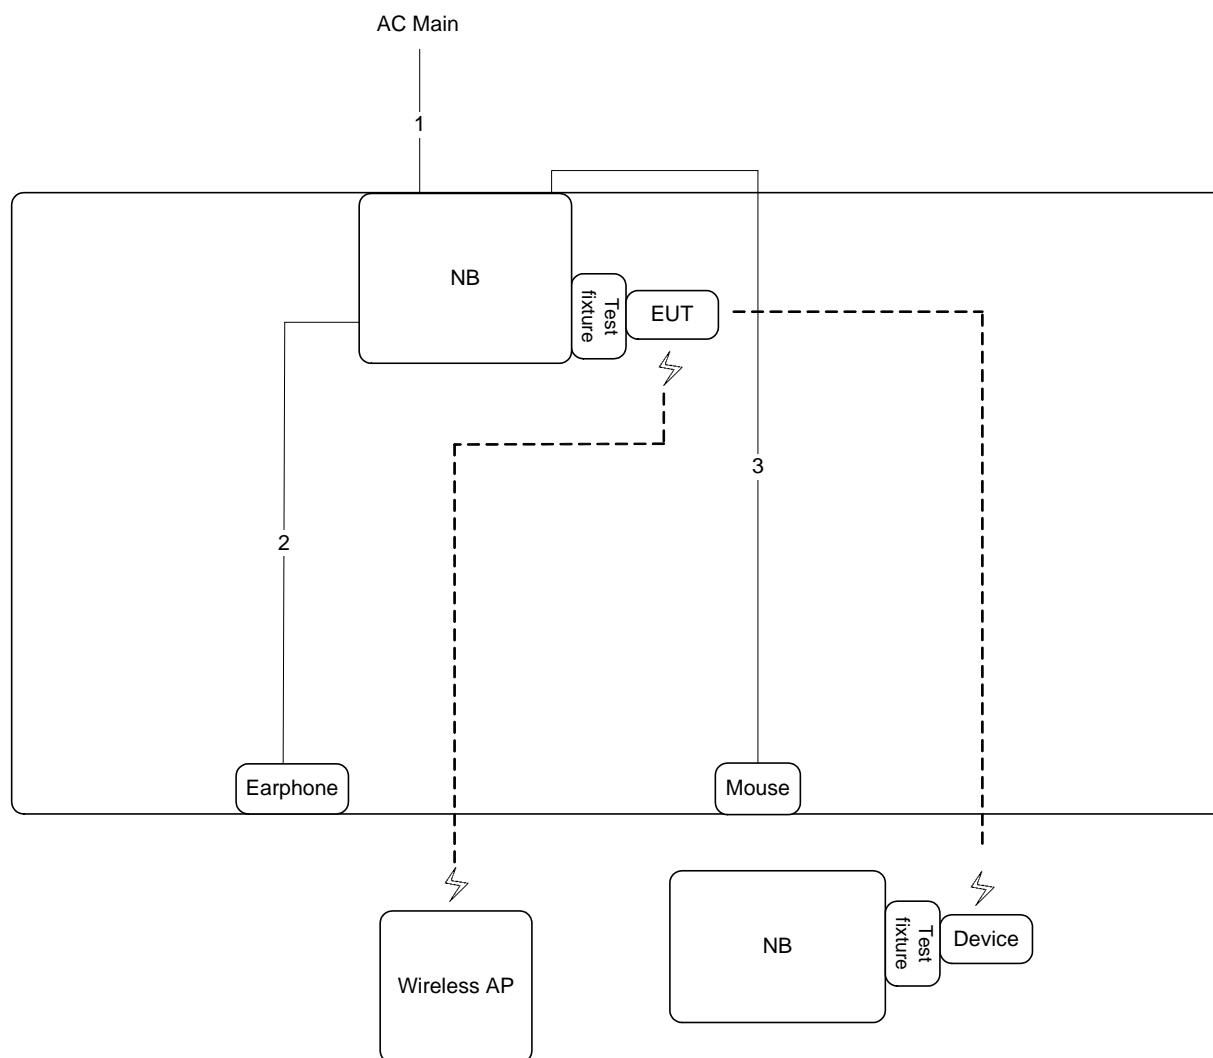 AC Main
1
NB
Test
fixture
EUT
3
2
Earphone
Mouse
NB
Test
fixture
Device
Wireless AP